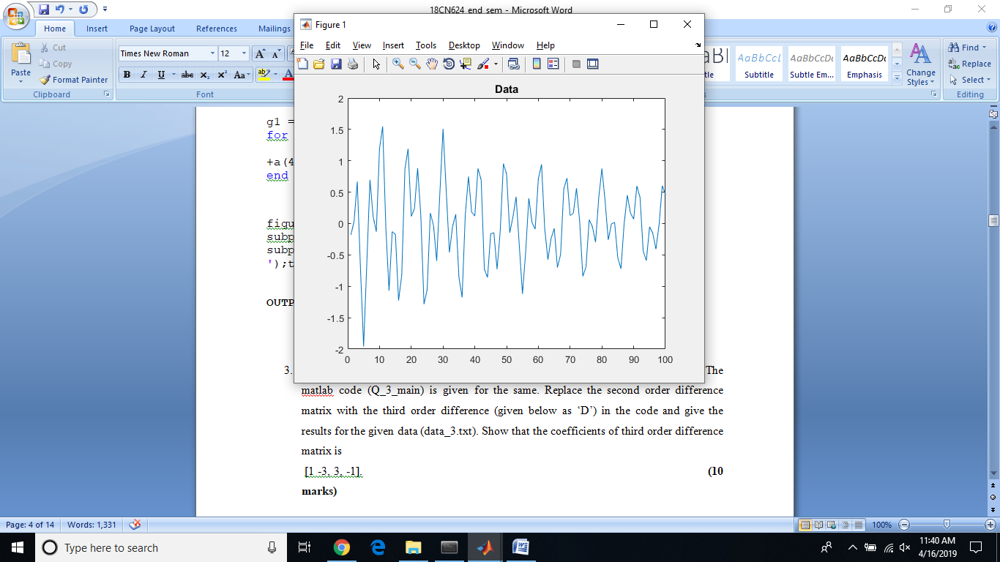 18CN624 end sem - Microsoft Word
Home Insert Page Layout References Mailings
Paste
Cut
Copy
Format Painter
Clipboard
Times New Roman 12
B I U abc x₂ x² Aa
Font
Figure 1
File Edit View Insert Tools Desktop Window Help
AaBbCcL AaBbCcDc AaBbCcDc
Subtitle Subtle Em... Emphasis
Change Styles
Find
Replace
Select
Editing
Data
2
1.5
1
0.5
0
-0.5
-1
-1.5
-2
0 10 20 30 40 50 60 70 80 90 100
g1 =
for
+a(4
end
figu
subp
subp
');t
OUTP
3. The
matlab code (Q_3_main) is given for the same. Replace the second order difference
matrix with the third order difference (given below as ‘D’) in the code and give the
results for the given data (data_3.txt). Show that the coefficients of third order difference
matrix is
[1 -3, 3, -1]. (10
marks)
Page: 4 of 14 Words: 1,331 100%
Type here to search
11:40 AM
4/16/2019